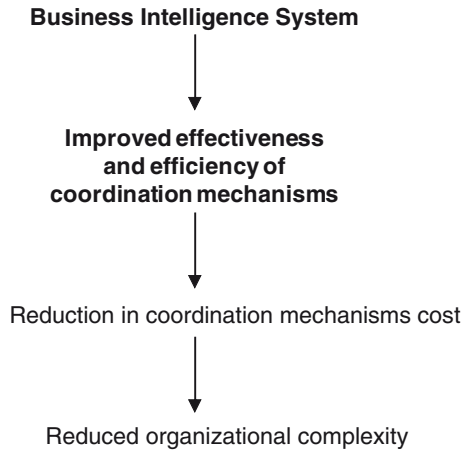 Business Intelligence System
Improved effectiveness
and efficiency of
coordination mechanisms
Reduction in coordination mechanisms cost
Reduced organizational complexity